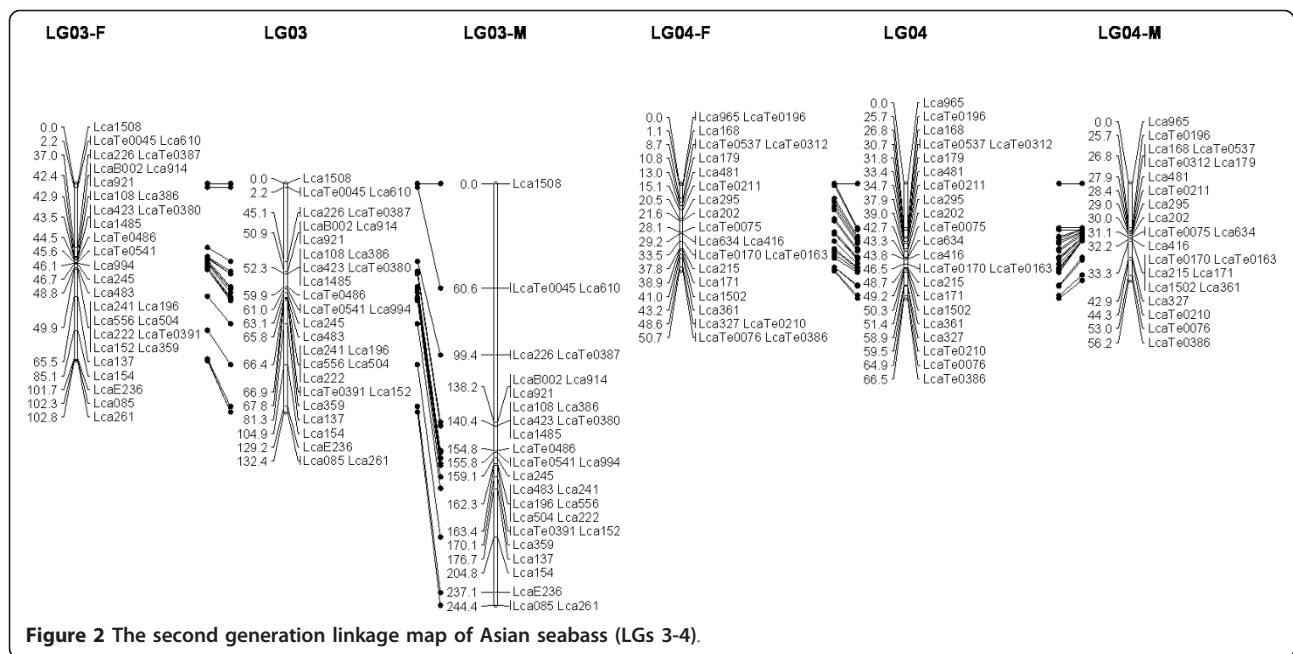 LG03-F LG03 LG03-M LG04-F LG04 LG04-M
0.0 Lca1508
2.2 LcaTe0045 Lca610
37.0 Lca226 LcaTe0387
LcaB002 Lca914
42.4 Lca921
42.9 Lca108 Lca386
43.5 Lca423 LcaTe0380
Lca1485
44.5 LcaTe0486
45.6 LcaTe0541
46.1 Lca994
46.7 Lca245
48.8 Lca483
Lca241 Lca196
49.9 Lca556 Lca504
Lca222 LcaTe0391
Lca152 Lca359
65.5 Lca137
85.1 Lca154
101.7 LcaE236
102.3 Lca085
102.8 Lca261
0.0 Lca1508
2.2 LcaTe0045 Lca610
45.1 Lca226 LcaTe0387
LcaB002 Lca914
50.9 Lca921
Lca108 Lca386
52.3 Lca423 LcaTe0380
Lca1485
59.9 LcaTe0486
61.0 LcaTe0541 Lca994
63.1 Lca245
65.8 Lca483
Lca241 Lca196
66.4 Lca556 Lca504
Lca222
66.9 LcaTe0391 Lca152
67.8 Lca359
81.3 Lca137
104.9 Lca154
129.2 LcaE236
132.4 Lca085 Lca261
0.0 Lca1508
60.6 LcaTe0045 Lca610
99.4 Lca226 LcaTe0387
LcaB002 Lca914
138.2 Lca921
Lca108 Lca386
140.4 Lca423 LcaTe0380
Lca1485
154.8 LcaTe0486
155.8 LcaTe0541 Lca994
159.1 Lca245
Lca483 Lca241
162.3 Lca196 Lca556
Lca504 Lca222
163.4 LcaTe0391 Lca152
170.1 Lca359
176.7 Lca137
204.8 Lca154
237.1 LcaE236
244.4 Lca085 Lca261
0.0 Lca965 LcaTe0196
1.1 Lca168
8.7 LcaTe0537 LcaTe0312
10.8 Lca179
13.0 Lca481
15.1 LcaTe0211
20.5 Lca295
21.6 Lca202
28.1 LcaTe0075
29.2 Lca634 Lca416
33.5 LcaTe0170 LcaTe0163
37.8 Lca215
38.9 Lca171
41.0 Lca1502
43.2 Lca361
48.6 Lca327 LcaTe0210
50.7 LcaTe0076 LcaTe0386
0.0 Lca965
25.7 LcaTe0196
26.8 Lca168
30.7 LcaTe0537 LcaTe0312
31.8 Lca179
33.4 Lca481
34.7 LcaTe0211
37.9 Lca295
39.0 Lca202
42.7 LcaTe0075
43.3 Lca634
43.8 Lca416
46.5 LcaTe0170 LcaTe0163
48.7 Lca215
49.2 Lca171
50.3 Lca1502
51.4 Lca361
58.9 Lca327
59.5 LcaTe0210
64.9 LcaTe0076
66.5 LcaTe0386
0.0 Lca965
25.7 LcaTe0196
Lca168 LcaTe0537
26.8 LcaTe0312 Lca179
27.9 Lca481
28.4 LcaTe0211
29.0 Lca295
30.0 Lca202
31.1 LcaTe0075 Lca634
32.2 Lca416
LcaTe0170 LcaTe0163
33.3 Lca215 Lca171
Lca1502 Lca361
42.9 Lca327
44.3 LcaTe0210
53.0 LcaTe0076
56.2 LcaTe0386
Figure 2 The second generation linkage map of Asian seabass (LGs 3-4).